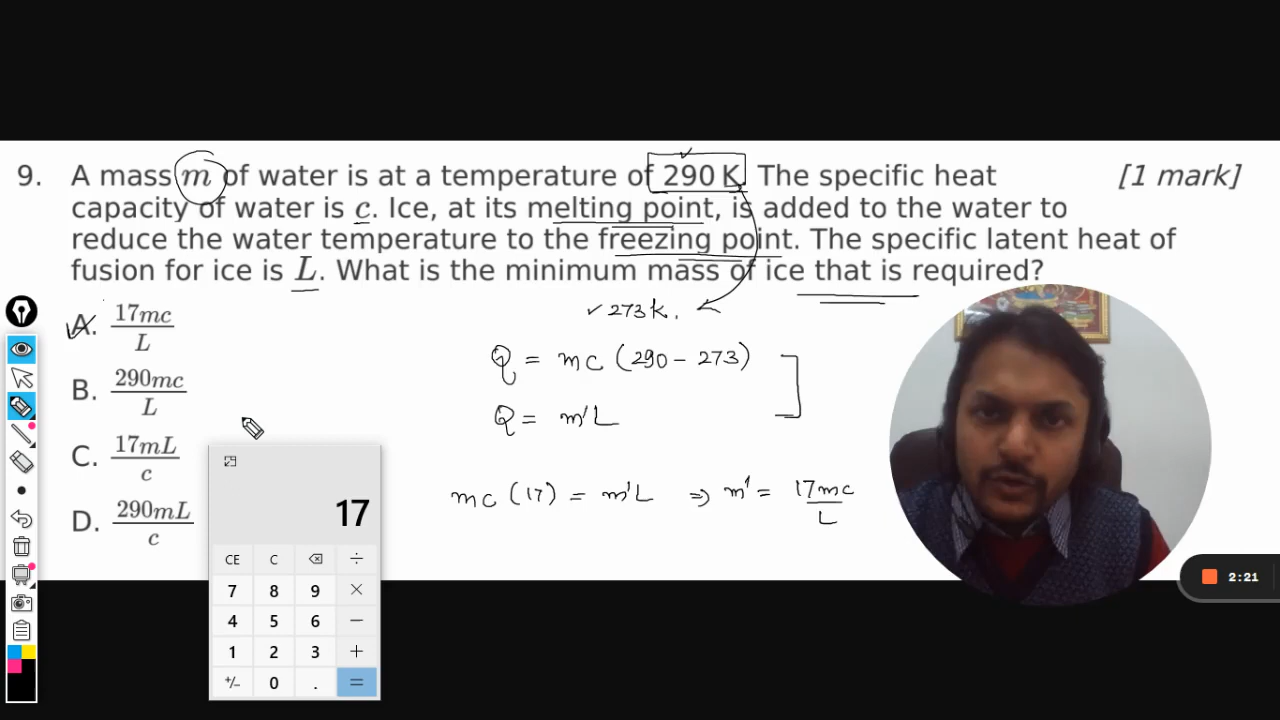 9. A mass m of water is at a temperature of 290 K. The specific heat [1 mark]
capacity of water is c. Ice, at its melting point, is added to the water to
reduce the water temperature to the freezing point. The specific latent heat of
fusion for ice is L. What is the minimum mass of ice that is required?
✓ 273 K.
A. 17mc/L
B. 290mc/L
C. 17mL/c
D. 290mL/c
Q = mc (290 - 273)
Q = m'L
mc (17) = m'L ⇒ m' = 17mc/L
17
CE C ⌫ ÷
7 8 9 ×
4 5 6 −
1 2 3 +
+/− 0 . =
2:21